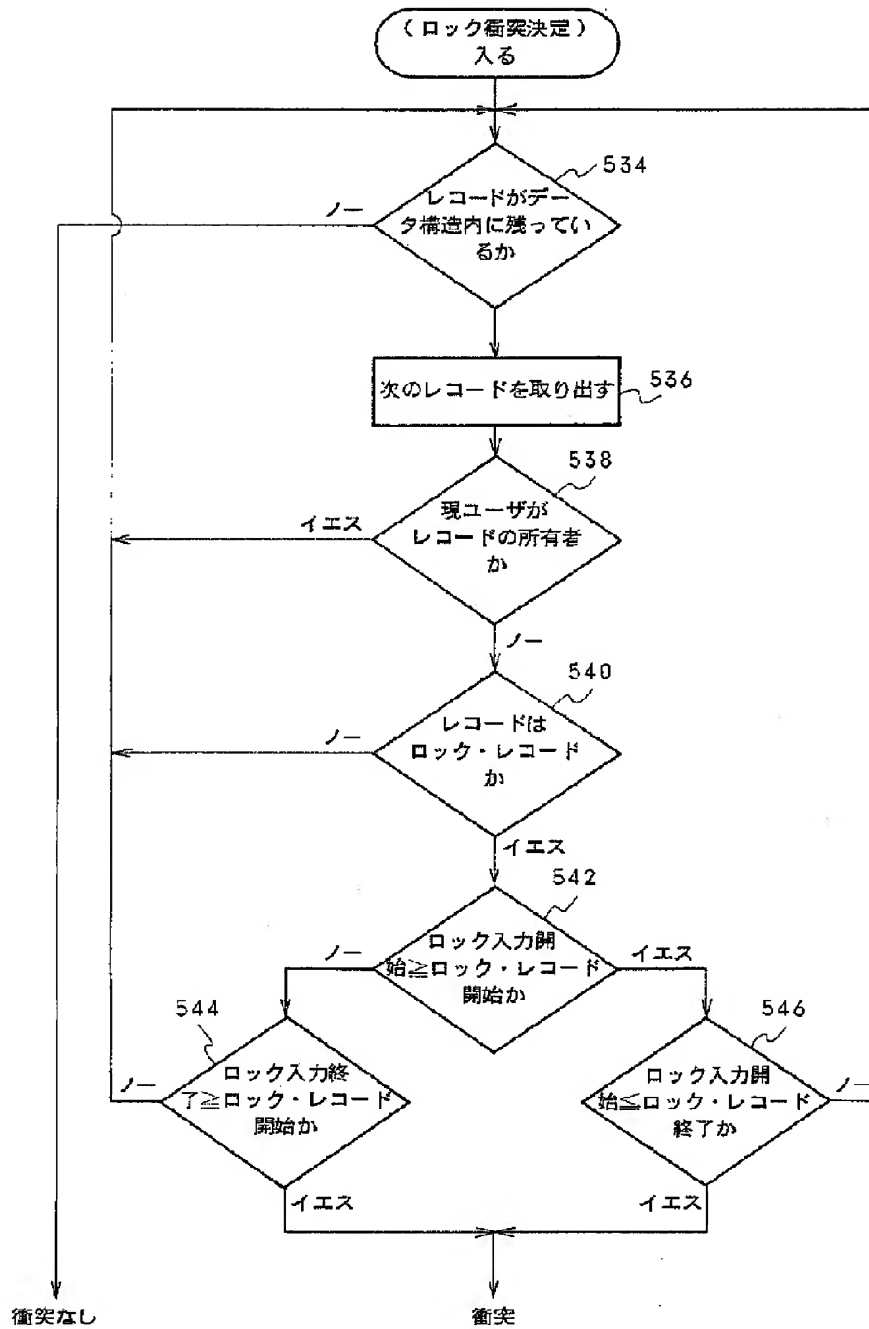 (ロック衝突決定)
入る
534
レコードがデー
タ構造内に残ってい
るか
ノー
次のレコードを取り出す
536
538
現ユーザが
レコードの所有者
か
イエス
ノー
540
レコードは
ロック・レコード
か
ノー
イエス
542
ロック入力開
始≧ロック・レコード
開始か
ノー
イエス
544
ロック入力終
了≧ロック・レコード
開始か
ノー
イエス
546
ロック入力開
始≦ロック・レコード
終了か
ノー
イエス
衝突なし
衝突